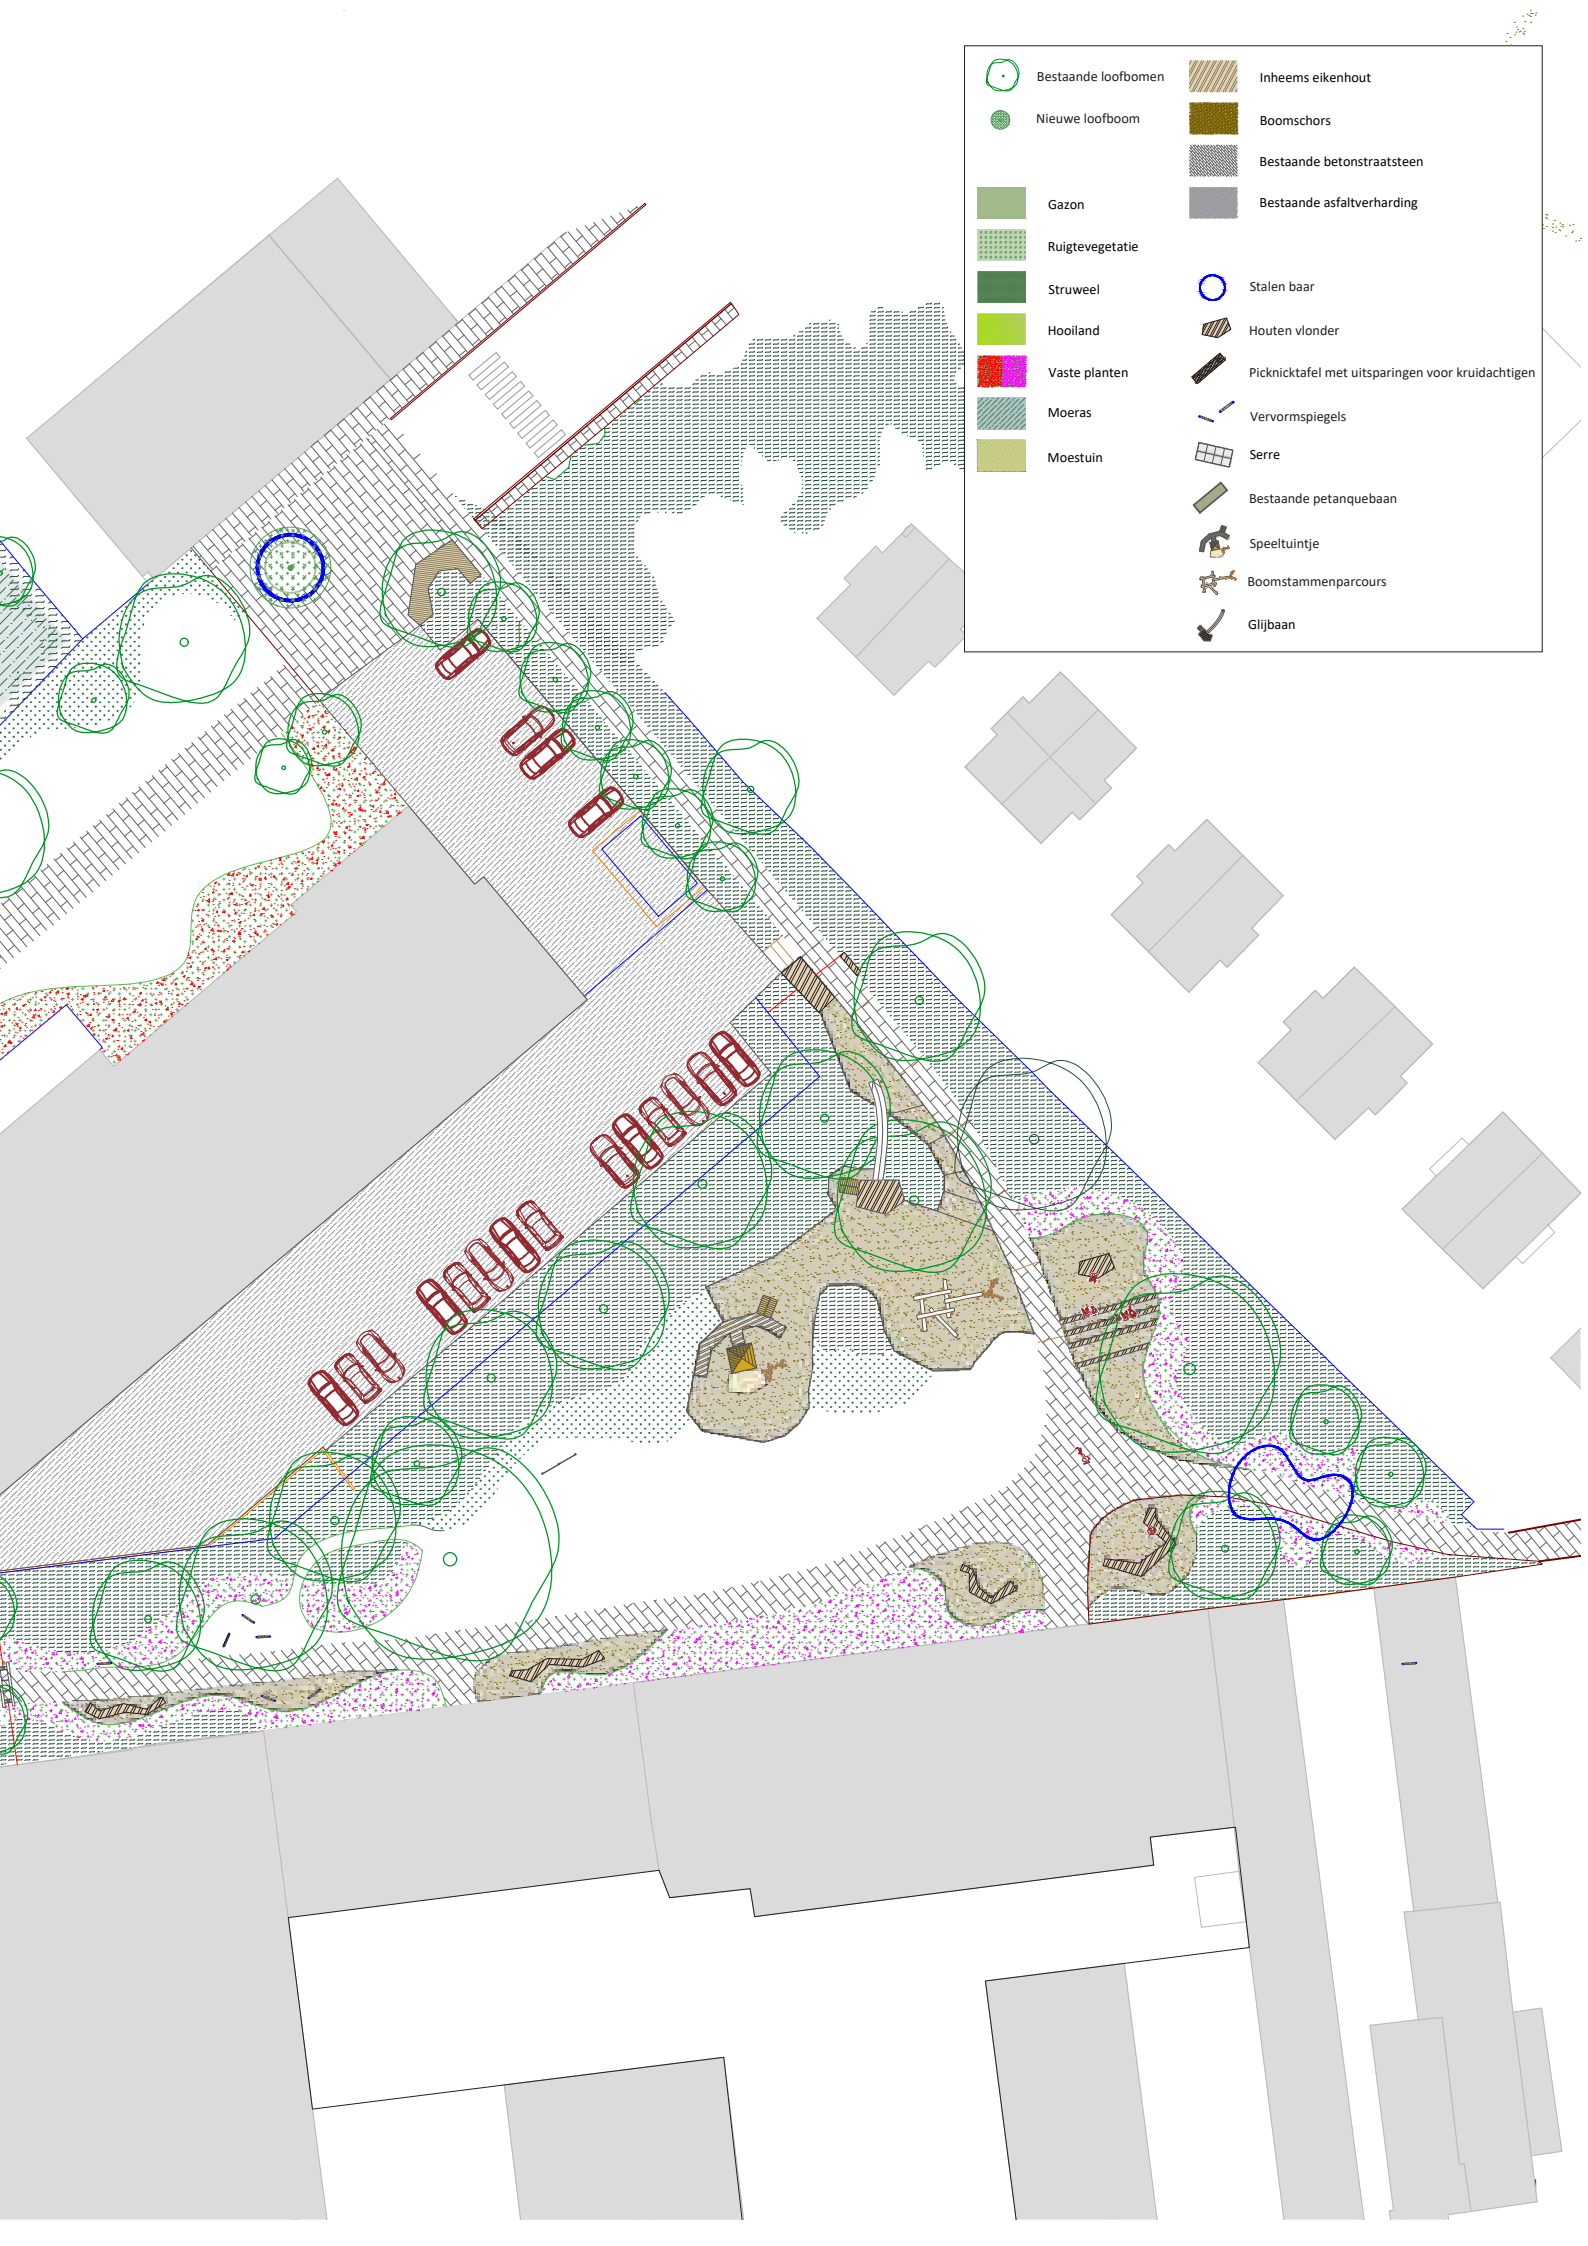 Bestaande loofbomen
Nieuwe loofboom
Gazon
Ruigtevegetatie
Struweel
Hooiland
Vaste planten
Moeras
Moestuin
Inheems eikenhout
Boomschors
Bestaande betonstraatsteen
Bestaande asfaltverharding
Stalen baar
Houten vlonder
Picknicktafel met uitsparingen voor kruidachtigen
Vervormspiegels
Serre
Bestaande petanquebaan
Speeltuintje
Boomstammenparcours
Glijbaan